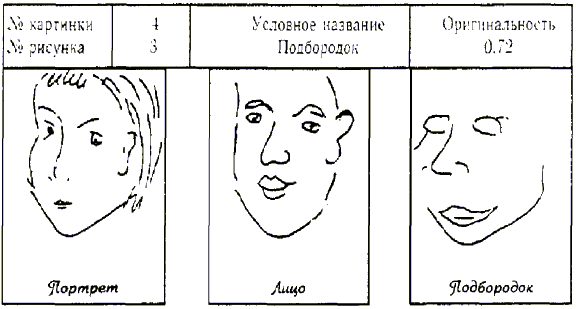 № картинки 4 Условное название Оригинальность
№ рисунка 3 Подбородок 0.72
Портрет Лицо Подбородок